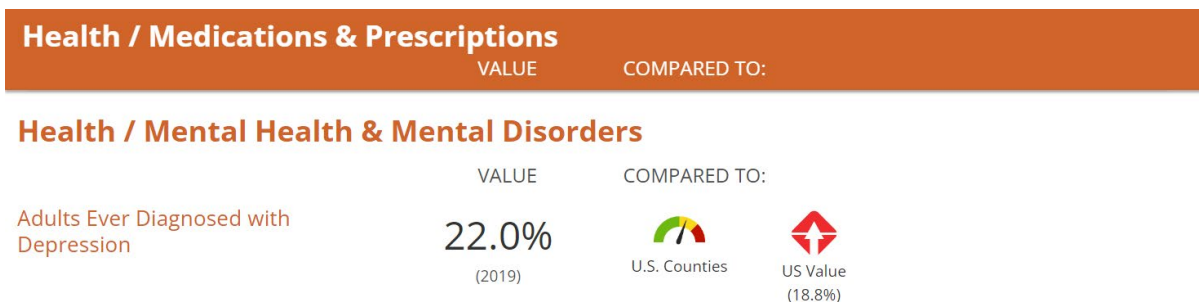 Health / Medications & Prescriptions
VALUE COMPARED TO:
Health / Mental Health & Mental Disorders
VALUE COMPARED TO:
Adults Ever Diagnosed with
Depression
22.0%
(2019)
U.S. Counties
US Value
(18.8%)